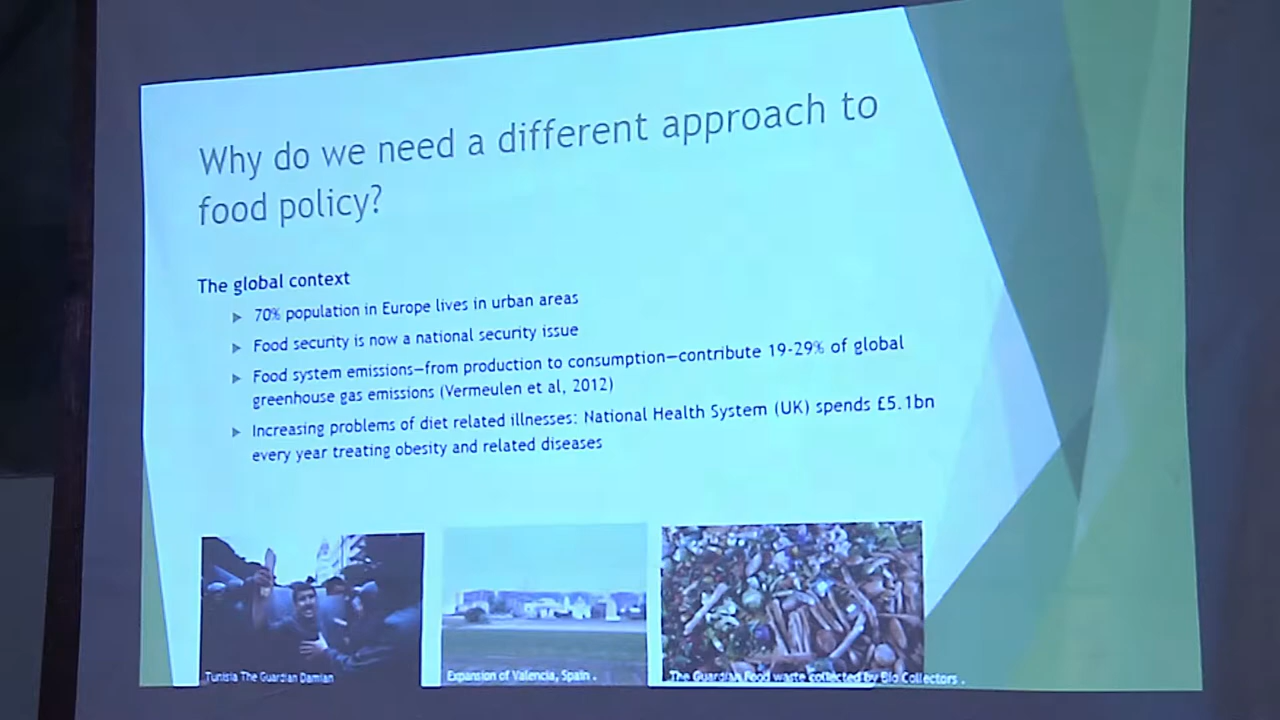 Why do we need a different approach to
food policy?
The global context
70% population in Europe lives in urban areas
Food security is now a national security issue
Food system emissions—from production to consumption—contribute 19-29% of global
greenhouse gas emissions (Vermeulen et al, 2012)
Increasing problems of diet related illnesses: National Health System (UK) spends £5.1bn
every year treating obesity and related diseases
Tunisia The Guardian Damian
Expansion of Valencia, Spain .
The Guardian Food waste collected by Bio Collectors .